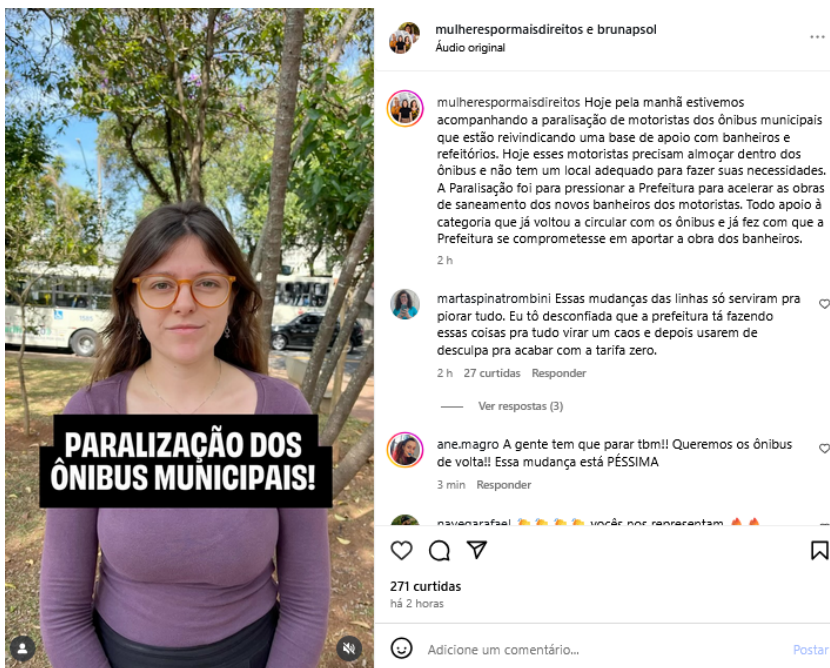 mulherespormaisdireitos e brunapsol
Áudio original
mulherespormaisdireitos Hoje pela manhã estivemos
acompanhando a paralisação de motoristas dos ônibus municipais
que estão reivindicando uma base de apoio com banheiros e
refeitórios. Hoje esses motoristas precisam almoçar dentro dos
ônibus e não tem um local adequado para fazer suas necessidades.
A Paralisação foi para pressionar a Prefeitura para acelerar as obras
de saneamento dos novos banheiros dos motoristas. Todo apoio à
categoria que já voltou a circular com os ônibus e já fez com que a
Prefeitura se comprometesse em aportar a obra dos banheiros.
2 h
martaspinatrombini Essas mudanças das linhas só serviram pra
piorar tudo. Eu tô desconfiada que a prefeitura tá fazendo
essas coisas pra tudo virar um caos e depois usarem de
desculpa pra acabar com a tarifa zero.
2 h 27 curtidas Responder
Ver respostas (3)
ane.magro A gente tem que parar tbm!! Queremos os ônibus
de volta!! Essa mudança está PÉSSIMA
3 min Responder
navegarafael 👏👏👏👏 vocês nos representam 🔥🔥
271 curtidas
há 2 horas
Adicione um comentário...
Postar
PARALIZAÇÃO DOS
ÔNIBUS MUNICIPAIS!